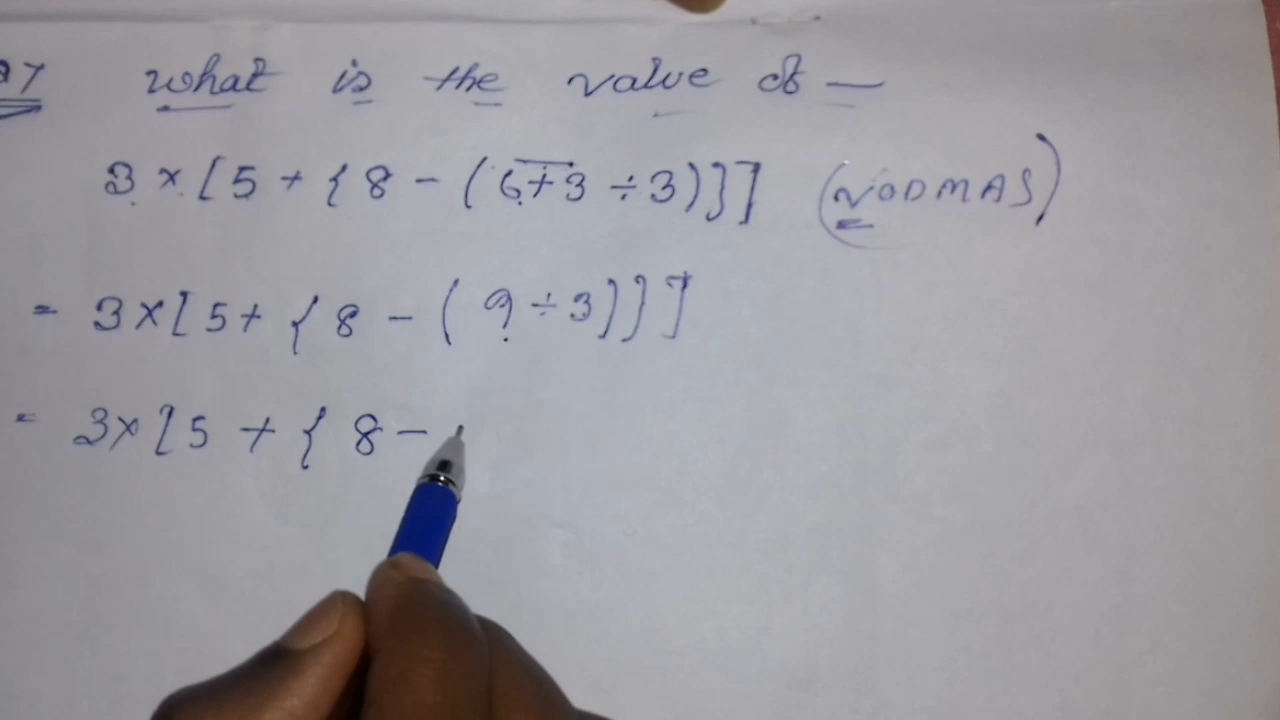 what is the value of —
3 × [5 + {8 - (6+3 ÷ 3)}] (VODMAS)
= 3×[5+ {8 - (9 ÷3)}]
= 3×[5 + {8 -